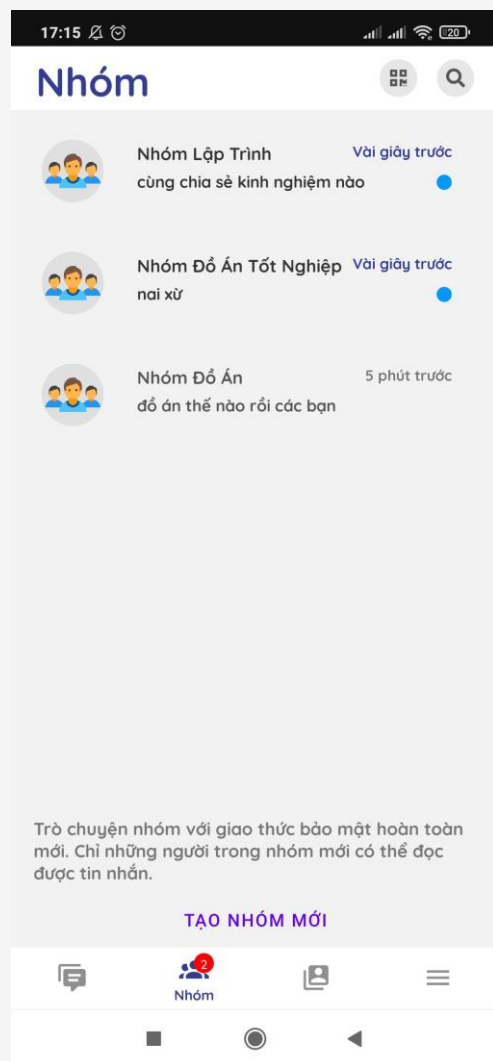 17:15 20
Nhóm
Nhóm Lập Trình Vài giây trước
cùng chia sẻ kinh nghiệm nào
Nhóm Đồ Án Tốt Nghiệp Vài giây trước
nai xừ
Nhóm Đồ Án 5 phút trước
đồ án thế nào rồi các bạn
Trò chuyện nhóm với giao thức bảo mật hoàn toàn
mới. Chỉ những người trong nhóm mới có thể đọc
được tin nhắn.
TẠO NHÓM MỚI
2
Nhóm